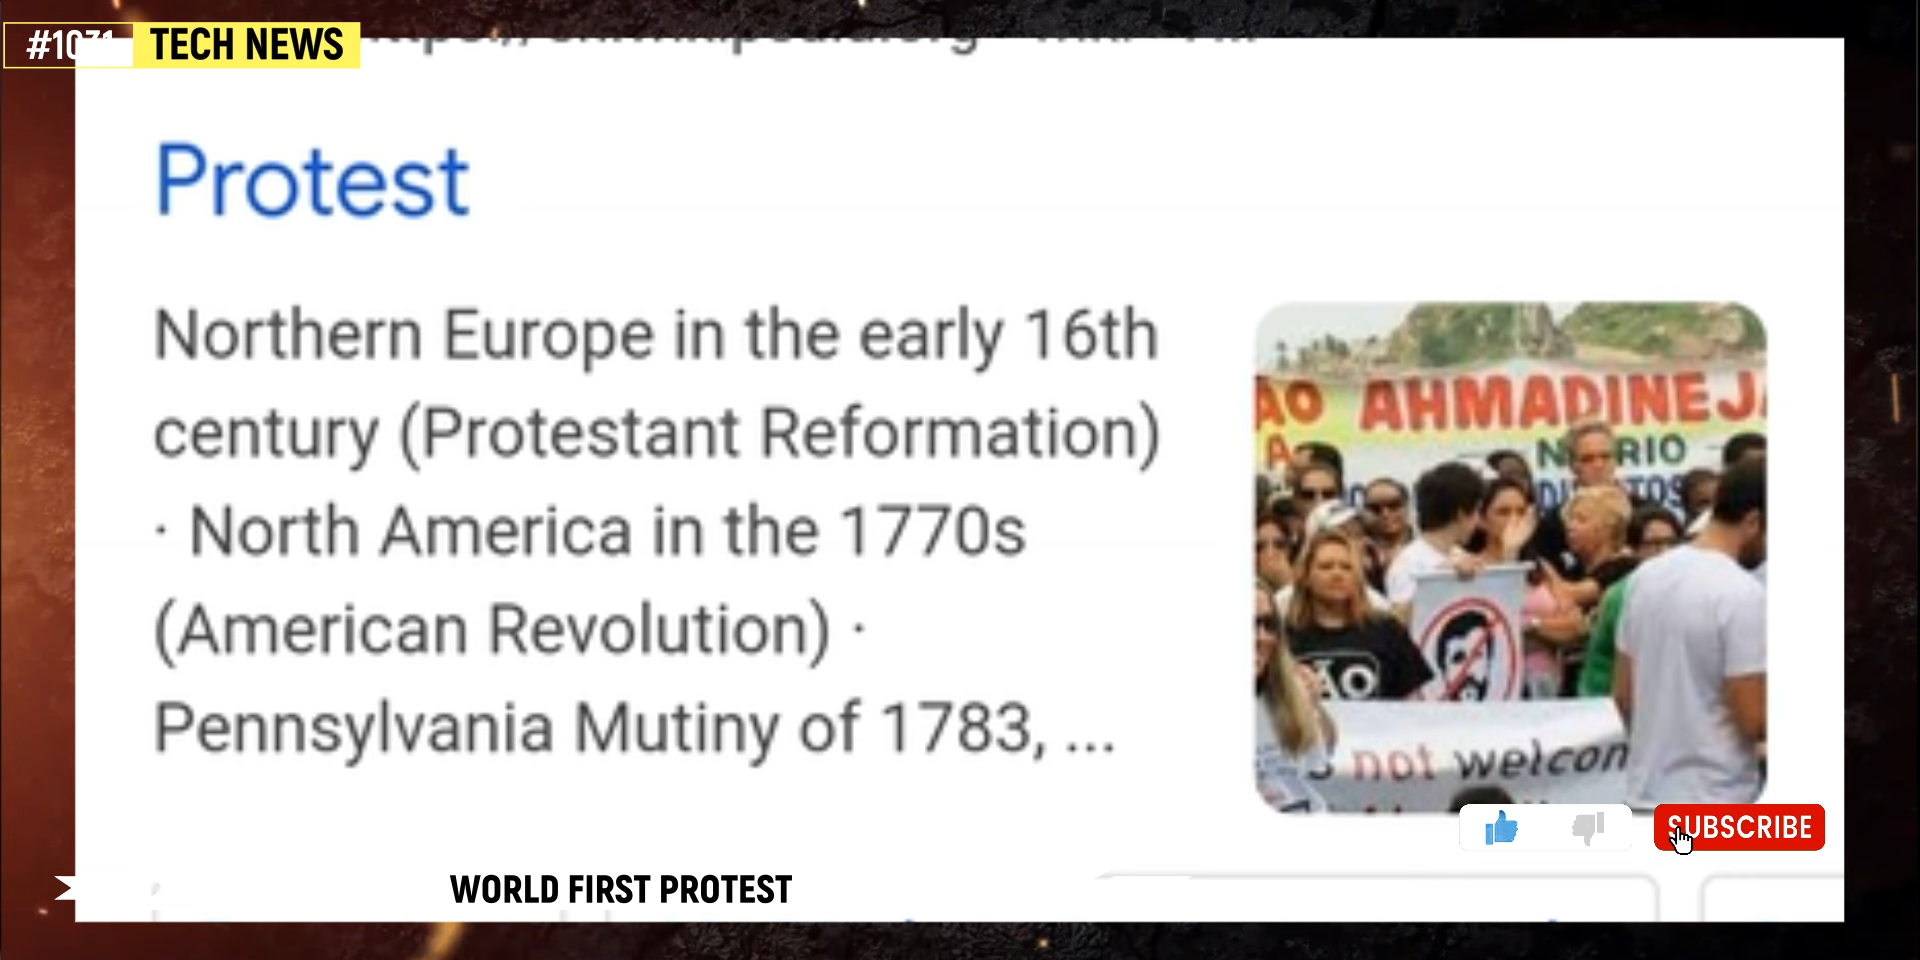 TECH NEWS
Protest
Northern Europe in the early 16th
century (Protestant Reformation)
· North America in the 1770s
(American Revolution) ·
Pennsylvania Mutiny of 1783, ...
AHMADINEJA
not welcom
SUBSCRIBE
WORLD FIRST PROTEST